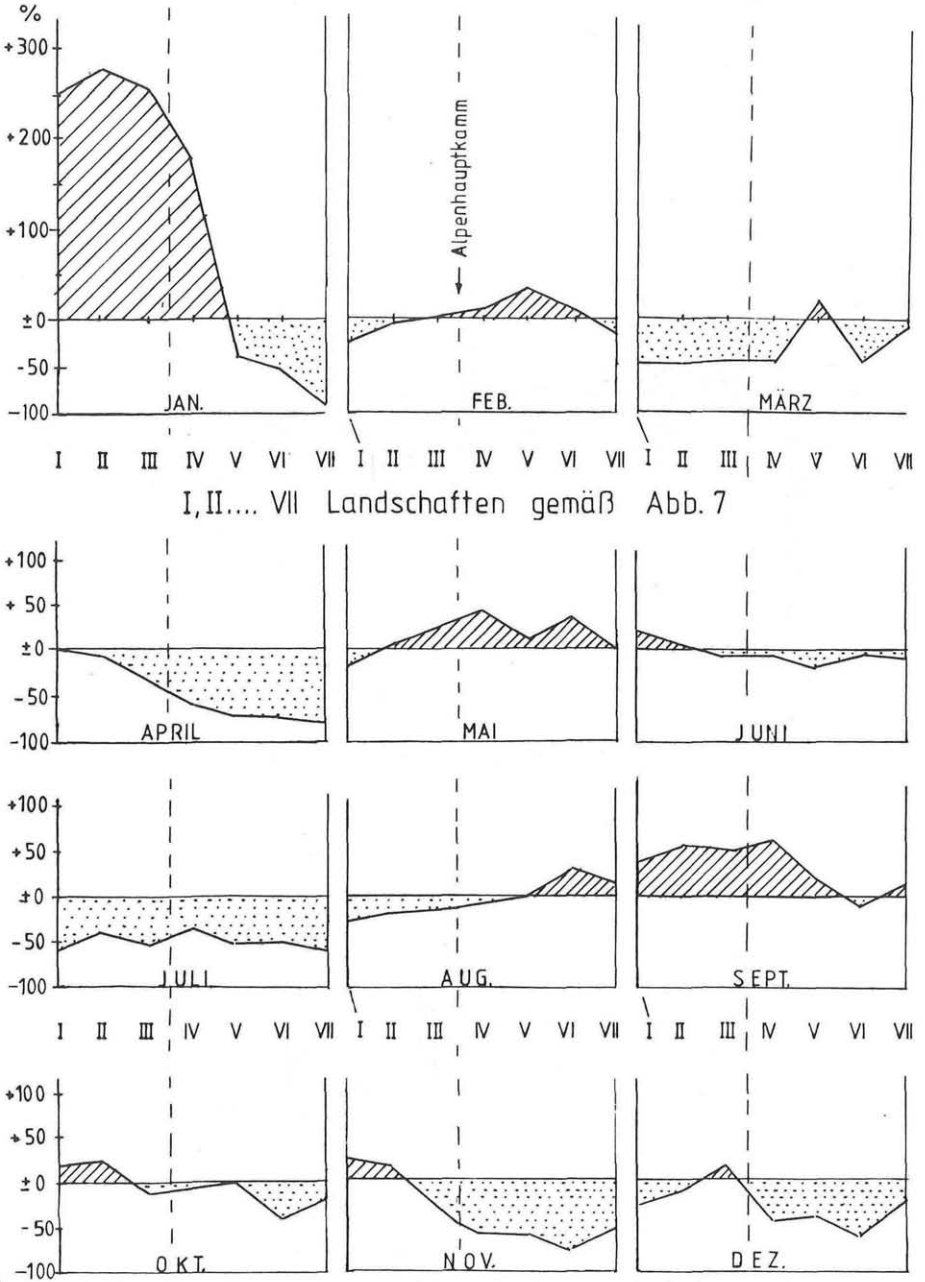 %
+300
+200
+100
±0
-50
-100
Alpenhauptkamm
JAN. FEB. MÄRZ
I II III IV V VI VII I II III IV V VI VII I II III IV V VI VII
I, II.... VII Landschaften gemäß Abb. 7
+100
+50
±0
-50
-100
APRIL MAI JUNI
+100
+50
±0
-50
-100
JULI AUG. SEPT.
I II III IV V VI VII I II III IV V VI VII I II III IV V VI VII
+100
+50
±0
-50
-100
OKT. NOV. DEZ.